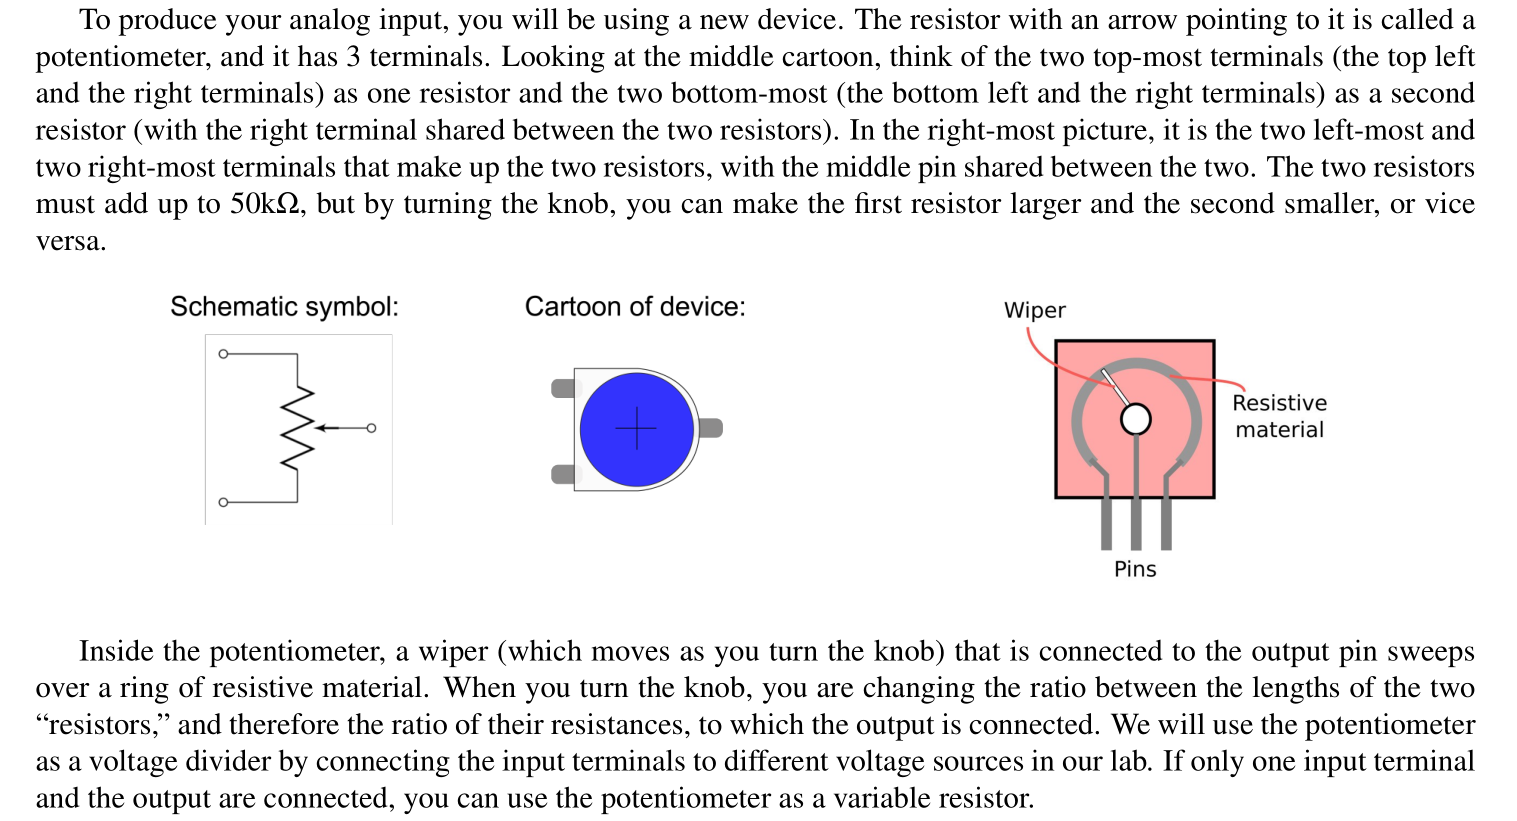 To produce your analog input, you will be using a new device. The resistor with an arrow pointing to it is called a
potentiometer, and it has 3 terminals. Looking at the middle cartoon, think of the two top-most terminals (the top left
and the right terminals) as one resistor and the two bottom-most (the bottom left and the right terminals) as a second
resistor (with the right terminal shared between the two resistors). In the right-most picture, it is the two left-most and
two right-most terminals that make up the two resistors, with the middle pin shared between the two. The two resistors
must add up to 50kΩ, but by turning the knob, you can make the first resistor larger and the second smaller, or vice
versa.
Schematic symbol:
Cartoon of device:
Wiper
Resistive
material
Pins
Inside the potentiometer, a wiper (which moves as you turn the knob) that is connected to the output pin sweeps
over a ring of resistive material. When you turn the knob, you are changing the ratio between the lengths of the two
“resistors,” and therefore the ratio of their resistances, to which the output is connected. We will use the potentiometer
as a voltage divider by connecting the input terminals to different voltage sources in our lab. If only one input terminal
and the output are connected, you can use the potentiometer as a variable resistor.